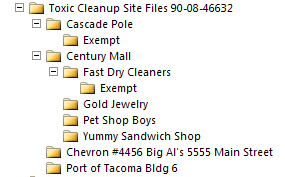 Toxic Cleanup Site Files 90-08-46632
Cascade Pole
Exempt
Century Mall
Fast Dry Cleaners
Exempt
Gold Jewelry
Pet Shop Boys
Yummy Sandwich Shop
Chevron #4456 Big Al's 5555 Main Street
Port of Tacoma Bldg 6